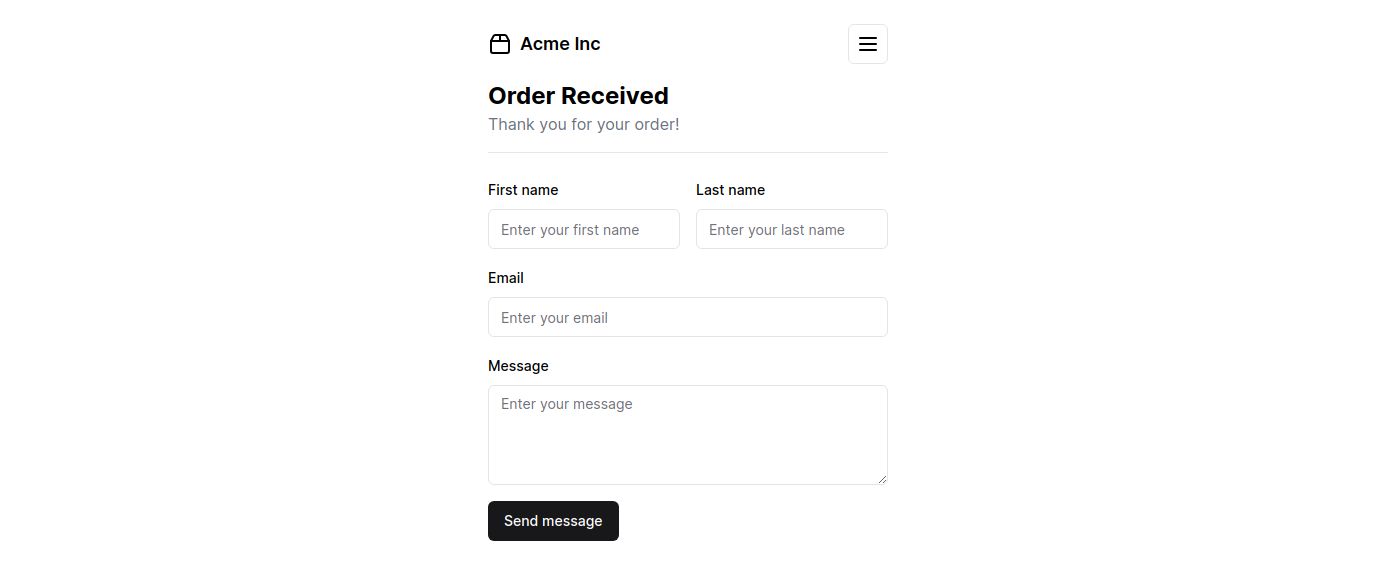 Acme Inc
Order Received
Thank you for your order!
First name Last name
Enter your first name Enter your last name
Email
Enter your email
Message
Enter your message
Send message